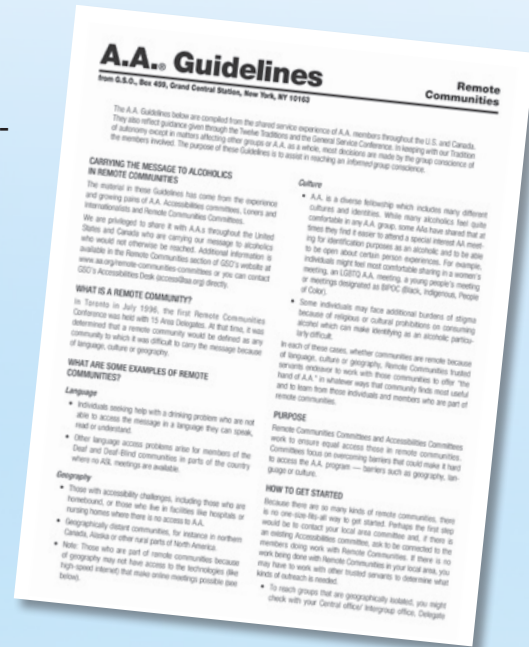 A.A.® Guidelines
Remote
Communities
from G.S.O., Box 459, Grand Central Station, New York, NY 10163
The A.A. Guidelines below are compiled from the shared service experience of A.A. members throughout the U.S. and Canada.
They also reflect guidance given through the Twelve Traditions and the General Service Conference. In keeping with our Tradition
of autonomy except in matters affecting other groups or A.A. as a whole, most decisions are made by the group conscience of
the members involved. The purpose of these Guidelines is to assist in reaching an informed group conscience.
CARRYING THE MESSAGE TO ALCOHOLICS
IN REMOTE COMMUNITIES
The material in these Guidelines has come from the experience
and growing pains of A.A. Accessibilities committees, Loners and
Internationalists and Remote Communities Committees.
We are privileged to share it with A.A.s throughout the United
States and Canada who are carrying our message to alcoholics
who would not otherwise be reached. Additional information is
available in the Remote Communities section of GSO's website at
www.aa.org/remote-communities-committees or you can contact
GSO's Accessibilities Desk (access@aa.org) directly.
WHAT IS A REMOTE COMMUNITY?
In Toronto in July 1996, the first Remote Communities
Conference was held with 15 Area Delegates. At that time, it was
determined that a remote community would be defined as any
community to which it was difficult to carry the message because
of language, culture or geography.
WHAT ARE SOME EXAMPLES OF REMOTE
COMMUNITIES?
Language
• Individuals seeking help with a drinking problem who are not
able to access the message in a language they can speak,
read or understand.
• Other language access problems arise for members of the
Deaf and Deaf-Blind communities in parts of the country
where no ASL meetings are available.
Geography
• Those with accessibility challenges, including those who are
homebound, or those who live in facilities like hospitals or
nursing homes where there is no access to A.A.
• Geographically distant communities, for instance in northern
Canada, Alaska or other rural parts of North America.
• Note: Those who are part of remote communities because
of geography may not have access to the technologies (like
high-speed internet) that make online meetings possible (see
below).
Culture
• A.A. is a diverse fellowship which includes many different
cultures and identities. While many alcoholics feel quite
comfortable in any A.A. group, some AAs have shared that at
times they find it easier to attend a special interest AA meet-
ing for identification purposes as an alcoholic and to be able
to be open about certain person experiences. For example,
individuals might feel most comfortable sharing in a women's
meeting, an LGBTQ A.A. meeting, a young people's meeting
or meetings designated as BIPOC (Black, Indigenous, People
of Color).
• Some individuals may face additional burdens of stigma
because of religious or cultural prohibitions on consuming
alcohol which can make identifying as an alcoholic particu-
larly difficult.
In each of these cases, whether communities are remote because
of language, culture or geography, Remote Communities trusted
servants endeavor to work with those communities to offer "the
hand of A.A." in whatever ways that community finds most useful
and to learn from those individuals and members who are part of
remote communities.
PURPOSE
Remote Communities Committees and Accessibilities Committees
work to ensure equal access those in remote communities.
Committees focus on overcoming barriers that could make it hard
to access the A.A. program — barriers such as geography, lan-
guage or culture.
HOW TO GET STARTED
Because there are so many kinds of remote communities, there
is no one-size-fits-all way to get started. Perhaps the first step
would be to contact your local area committee and, if there is
an existing Accessibilities committee, ask to be connected to the
members doing work with Remote Communities. If there is no
work being done with Remote Communities in your local area, you
may have to work with other trusted servants to determine what
kinds of outreach is needed.
• To reach groups that are geographically isolated, you might
check with your Central office/ Intergroup office, Delegate